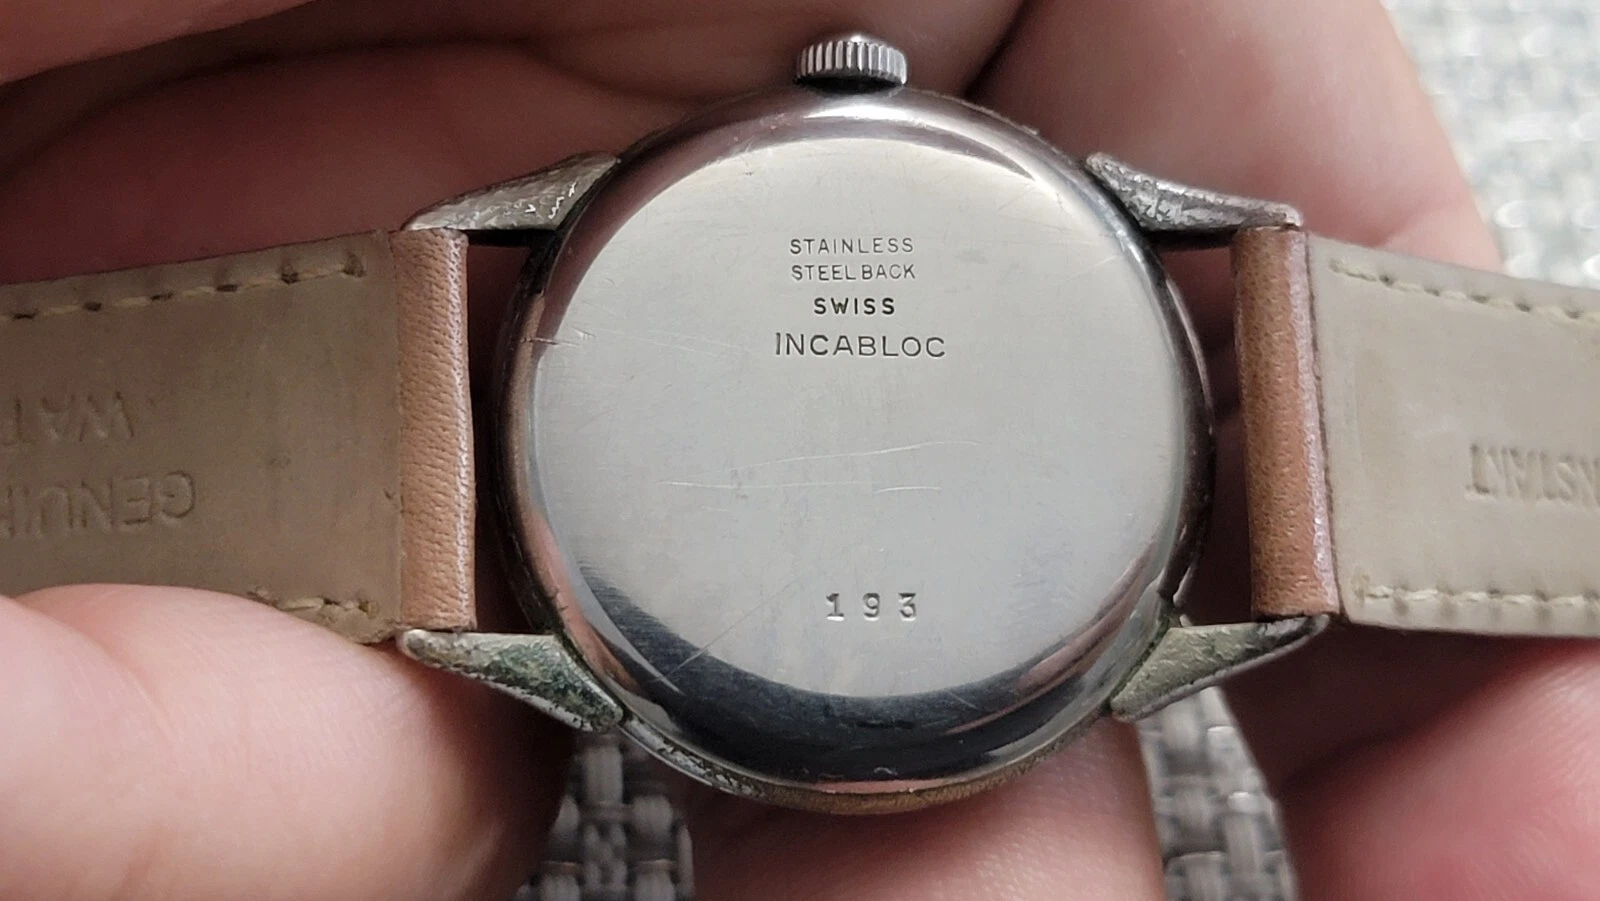 STAINLESS
STEEL BACK
SWISS
INCABLOC
193